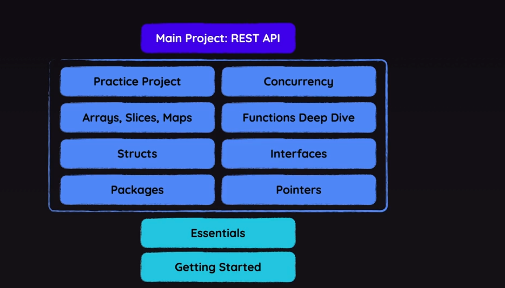 Main Project: REST API
Practice Project
Concurrency
Arrays, Slices, Maps
Functions Deep Dive
Structs
Interfaces
Packages
Pointers
Essentials
Getting Started